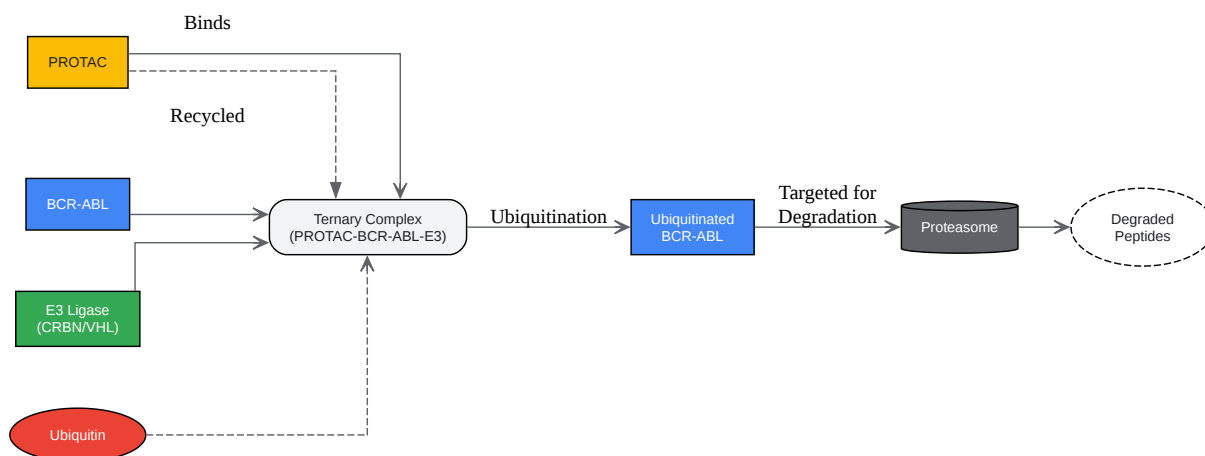 Binds
PROTAC
Recycled
BCR-ABL
Ternary Complex
(PROTAC-BCR-ABL-E3)
Ubiquitination
Ubiquitinated
BCR-ABL
Targeted for
Degradation
Proteasome
Degraded
Peptides
E3 Ligase
(CRBN/VHL)
Ubiquitin